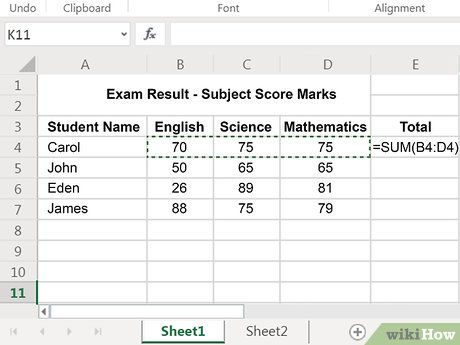 Undo Clipboard Font Alignment
K11 fx
A B C D E
1 Exam Result - Subject Score Marks
2
3 Student Name English Science Mathematics Total
4 Carol 70 75 75 =SUM(B4:D4)
5 John 50 65 65
6 Eden 26 89 81
7 James 88 75 79
8
9
10
11
Sheet1 Sheet2
wikiHow